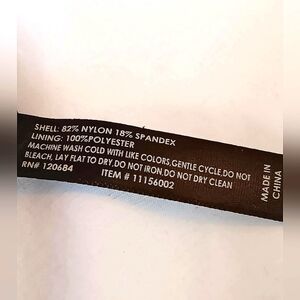 SHELL: 82% NYLON 18% SPANDEX
LINING: 100%POLYESTER
MACHINE WASH COLD WITH LIKE COLORS,GENTLE CYCLE,DO NOT
BLEACH, LAY FLAT TO DRY.DO NOT IRON.DO NOT DRY CLEAN
RN# 120684 ITEM # 11156002
MADE IN
CHINA